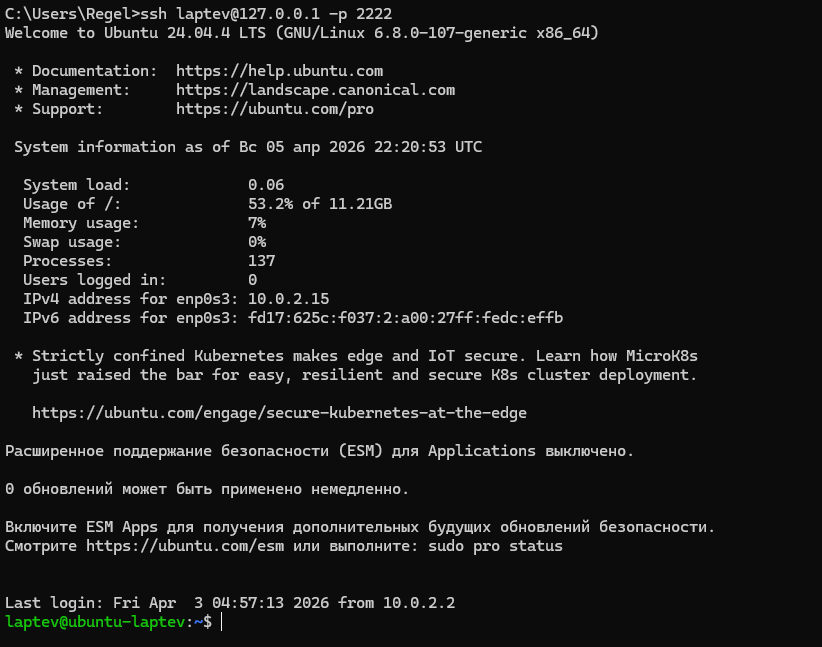 C:\Users\Regel>ssh laptev@127.0.0.1 -p 2222
Welcome to Ubuntu 24.04.4 LTS (GNU/Linux 6.8.0-107-generic x86_64)
* Documentation:  https://help.ubuntu.com
* Management:     https://landscape.canonical.com
* Support:        https://ubuntu.com/pro
System information as of Вс 05 апр 2026 22:20:53 UTC
System load:             0.06
Usage of /:              53.2% of 11.21GB
Memory usage:            7%
Swap usage:              0%
Processes:               137
Users logged in:         0
IPv4 address for enp0s3: 10.0.2.15
IPv6 address for enp0s3: fd17:625c:f037:2:a00:27ff:fedc:effb
* Strictly confined Kubernetes makes edge and IoT secure. Learn how MicroK8s
just raised the bar for easy, resilient and secure K8s cluster deployment.
https://ubuntu.com/engage/secure-kubernetes-at-the-edge
Расширенное поддержание безопасности (ESM) для Applications выключено.
0 обновлений может быть применено немедленно.
Включите ESM Apps для получения дополнительных будущих обновлений безопасности.
Смотрите https://ubuntu.com/esm или выполните: sudo pro status
Last login: Fri Apr  3 04:57:13 2026 from 10.0.2.2
laptev@ubuntu-laptev:~$